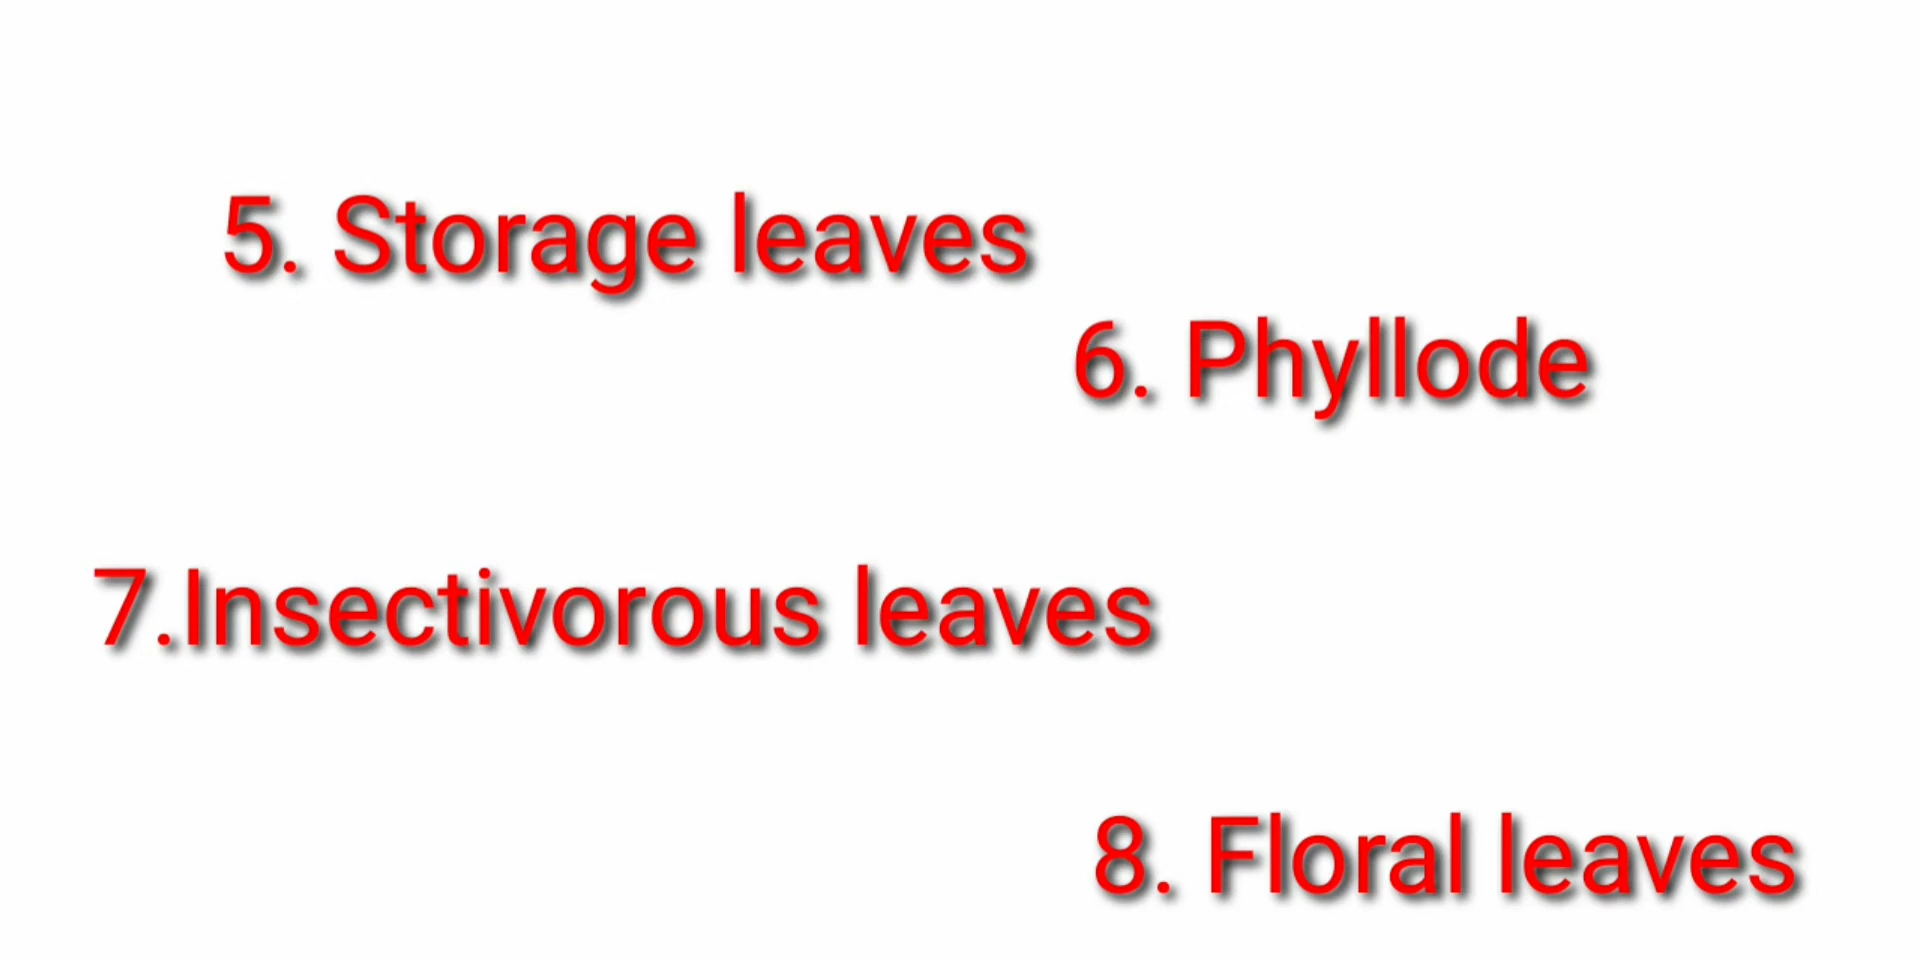 5. Storage leaves
6. Phyllode
7.Insectivorous leaves
8. Floral leaves